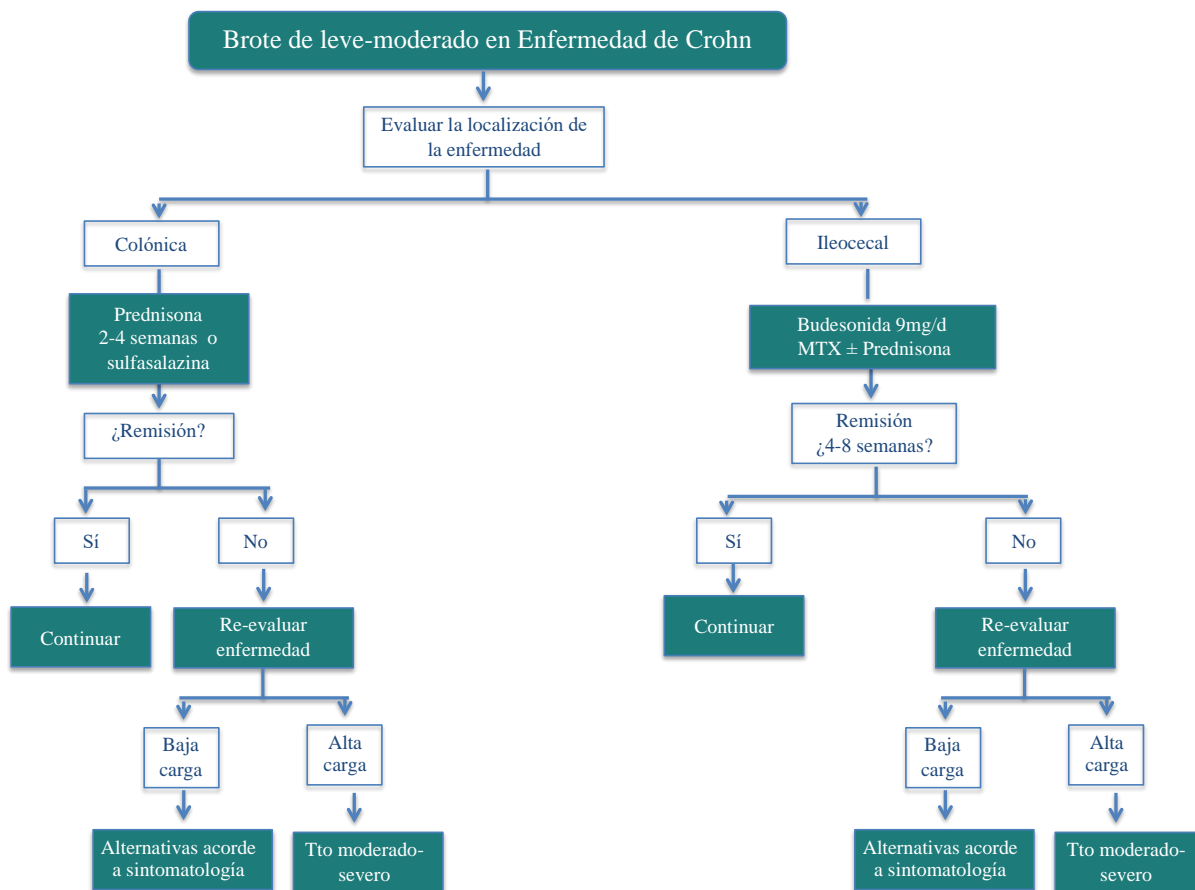 Brote de leve-moderado en Enfermedad de Crohn
Evaluar la localización de
la enfermedad
Colónica
Ileocecal
Prednisona
2-4 semanas o
sulfasalazina
Budesonida 9mg/d
MTX ± Prednisona
¿Remisión?
Remisión
¿4-8 semanas?
Sí
No
Sí
No
Continuar
Re-evaluar
enfermedad
Continuar
Re-evaluar
enfermedad
Baja
carga
Alta
carga
Baja
carga
Alta
carga
Alternativas acorde
a sintomatología
Tto moderado-
severo
Alternativas acorde
a sintomatología
Tto moderado-
severo